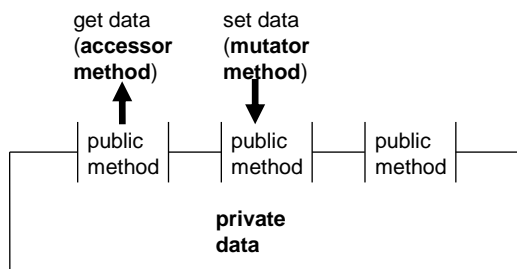 get data
(accessor
method)
set data
(mutator
method)
public
method
public
method
public
method
private
data